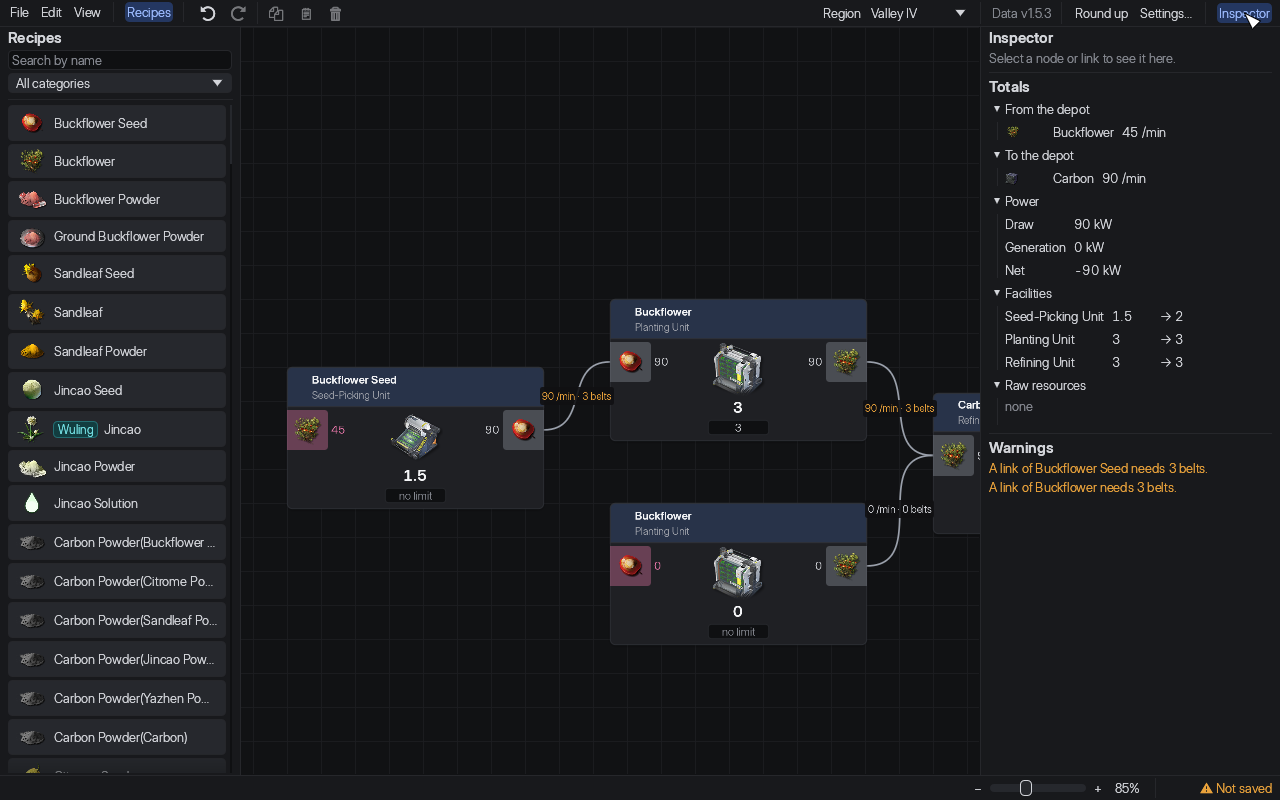 File Edit View Recipes Region Valley IV Data v1.5.3 Round up Settings... Inspector
Recipes
Search by name
All categories
Buckflower Seed
Buckflower
Buckflower Powder
Ground Buckflower Powder
Sandleaf Seed
Sandleaf
Sandleaf Powder
Jincao Seed
Wuling Jincao
Jincao Powder
Jincao Solution
Carbon Powder(Buckflower ...
Carbon Powder(Citrome Po...
Carbon Powder(Sandleaf Po...
Carbon Powder(Jincao Pow...
Carbon Powder(Yazhen Po...
Carbon Powder(Carbon)
Buckflower Seed
Seed-Picking Unit
45
90
1.5
no limit
90 /min · 3 belts
Buckflower
Planting Unit
90
90
3
3
90 /min · 3 belts
Buckflower
Planting Unit
0
0
0
no limit
0 /min · 0 belts
Carb
Refin
Inspector
Select a node or link to see it here.
Totals
From the depot
Buckflower 45 /min
To the depot
Carbon 90 /min
Power
Draw 90 kW
Generation 0 kW
Net -90 kW
Facilities
Seed-Picking Unit 1.5 → 2
Planting Unit 3 → 3
Refining Unit 3 → 3
Raw resources
none
Warnings
A link of Buckflower Seed needs 3 belts.
A link of Buckflower needs 3 belts.
− + 85% Not saved